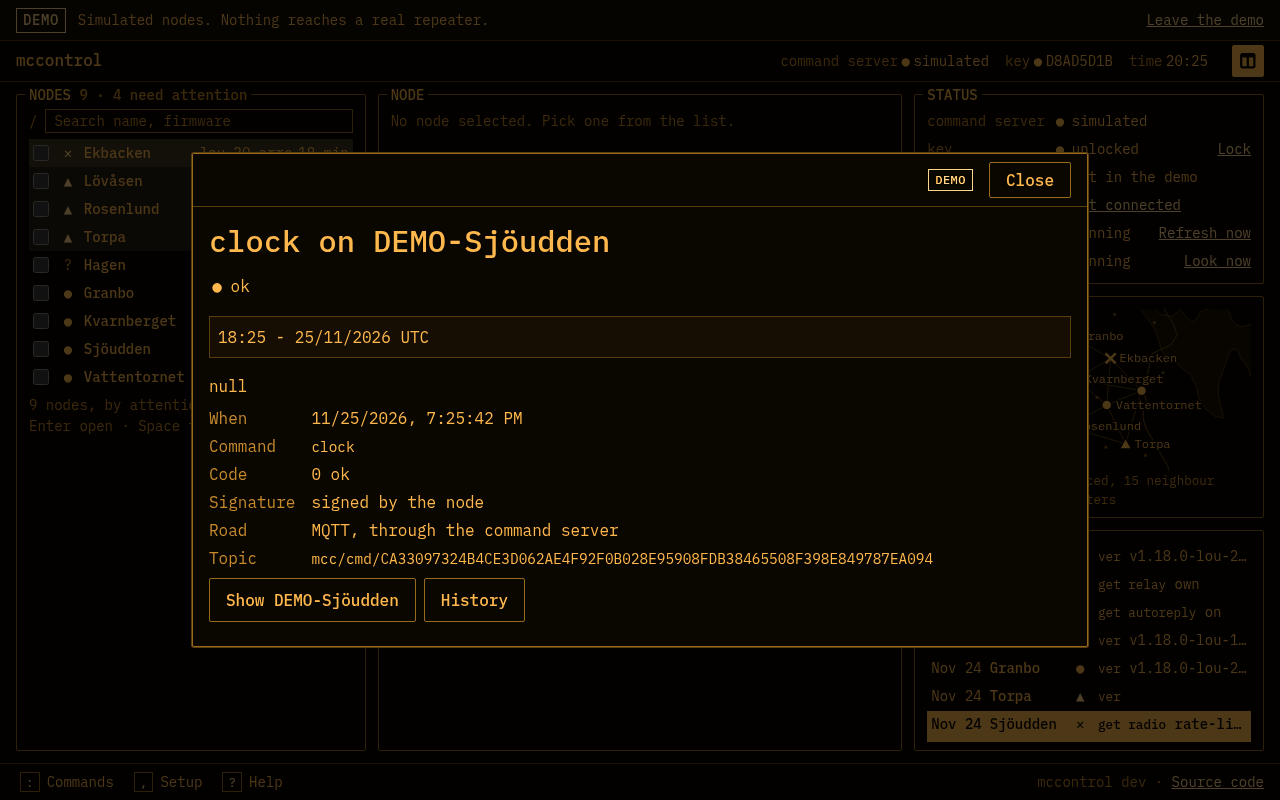 DEMO Simulated nodes. Nothing reaches a real repeater. Leave the demo
mccontrol command server ● simulated key ● D8AD5D1B time 20:25
NODES 9 · 4 need attention
/ Search name, firmware
× Ekbacken
▲ Lövåsen
▲ Rosenlund
▲ Torpa
? Hagen
● Granbo
● Kvarnberget
● Sjöudden
● Vattentornet
9 nodes, by
Enter open · Space
NODE
No node selected. Pick one from the list.
STATUS
command server ● simulated
key ● unlocked Lock
in the demo
connected
Refresh now
Look now
DEMO Close
clock on DEMO-Sjöudden
● ok
18:25 - 25/11/2026 UTC
null
When 11/25/2026, 7:25:42 PM
Command clock
Code 0 ok
Signature signed by the node
Road MQTT, through the command server
Topic mcc/cmd/CA33097324B4CE3D062AE4F92F0B028E95908FDB38465508F398E849787EA094
Show DEMO-Sjöudden History
Ekbacken
Vattentornet
Torpa
15 neighbour
ver v1.18.0-lou-2…
get relay own
get autoreply on
ver v1.18.0-lou-1…
Nov 24 Granbo ● ver v1.18.0-lou-2…
Nov 24 Torpa ▲ ver
Nov 24 Sjöudden × get radio rate-li…
: Commands , Setup ? Help mccontrol dev · Source code